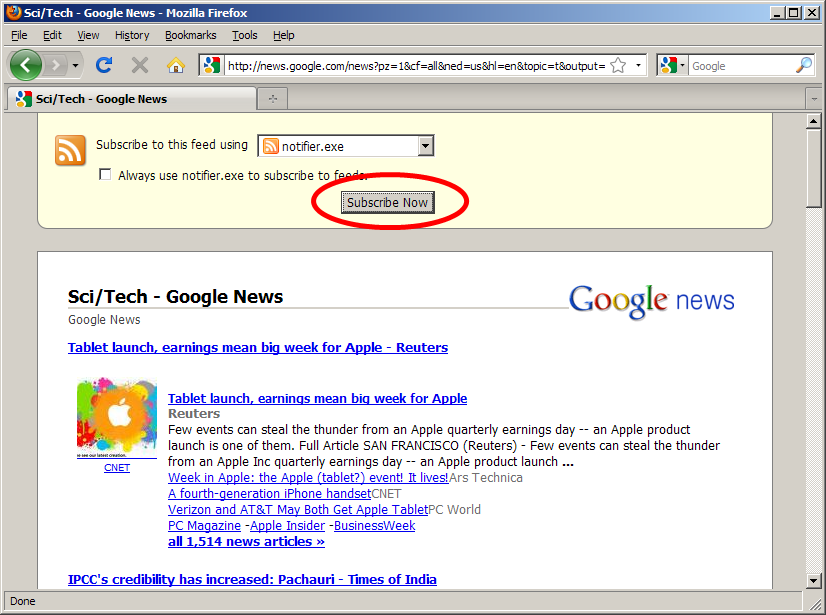 Sci/Tech - Google News - Mozilla Firefox
File Edit View History Bookmarks Tools Help
http://news.google.com/news?pz=1&cf=all&ned=us&hl=en&topic=t&output= Google
Sci/Tech - Google News
Subscribe to this feed using notifier.exe
Always use notifier.exe to subscribe to feeds.
Subscribe Now
Sci/Tech - Google News
Google news
Google News
Tablet launch, earnings mean big week for Apple - Reuters
Tablet launch, earnings mean big week for Apple
Reuters
Few events can steal the thunder from an Apple quarterly earnings day -- an Apple product
launch is one of them. Full Article SAN FRANCISCO (Reuters) - Few events can steal the thunder
from an Apple Inc quarterly earnings day -- an Apple product launch ...
e see our latest creation.
CNET
Week in Apple: the Apple (tablet?) event! It lives!Ars Technica
A fourth-generation iPhone handsetCNET
Verizon and AT&T May Both Get Apple TabletPC World
PC Magazine -Apple Insider -BusinessWeek
all 1,514 news articles »
IPCC's credibility has increased: Pachauri - Times of India
Done